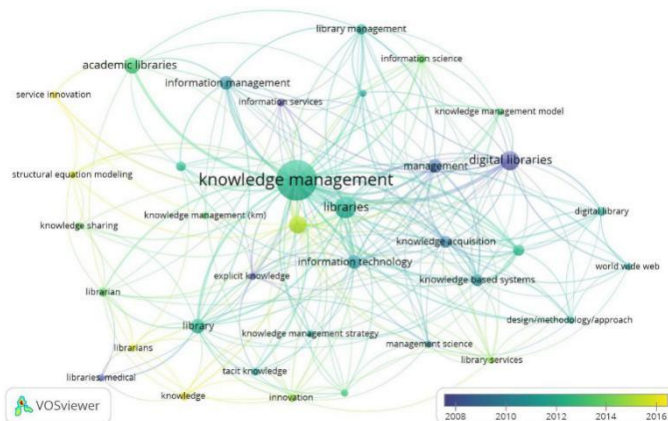 library management
academic libraries
information science
information management
service innovation
information services
knowledge management model
management
digital libraries
structural equation modeling
knowledge management
libraries
knowledge management (km)
digital library
knowledge sharing
knowledge acquisition
information technology
world wide web
explicit knowledge
knowledge based systems
librarian
design/methodology/approach
library
knowledge management strategy
management science
librarians
library services
tacit knowledge
libraries, medical
knowledge
innovation
VOSviewer
2008 2010 2012 2014 2016